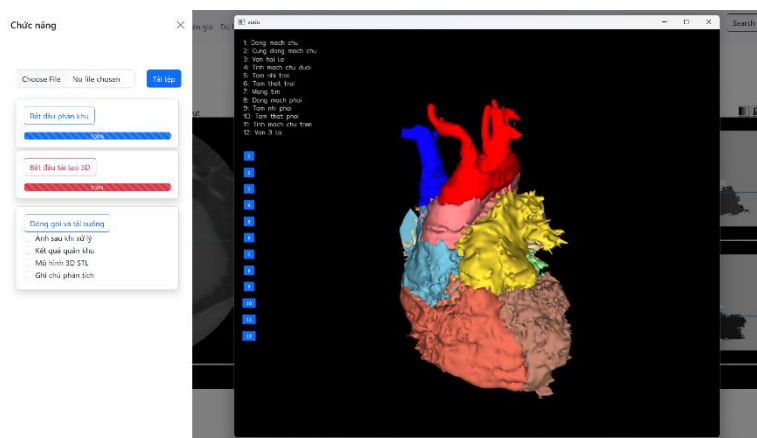 Chức năng
Search
Choose File No file chosen
Tải tệp
Bắt đầu phân khu
100%
Bắt đầu tái tạo 3D
100%
Đóng gói và tải xuống
Ảnh sau khi xử lý
Kết quả quân khu
Mô hình 3D STL
Ghi chú phân tích
1: Dong mach chu
2: Cung dong mach chu
3: Van hai la
4: Tinh mach chu duoi
5: Tam nhi trai
6: Tam that trai
7: Mang tim
8: Dong mach phoi
9: Tam nhi phai
10: Tam that phai
11: Tinh mach chu tren
12: Van 3 la
1
2
3
4
5
6
7
8
9
10
11
12